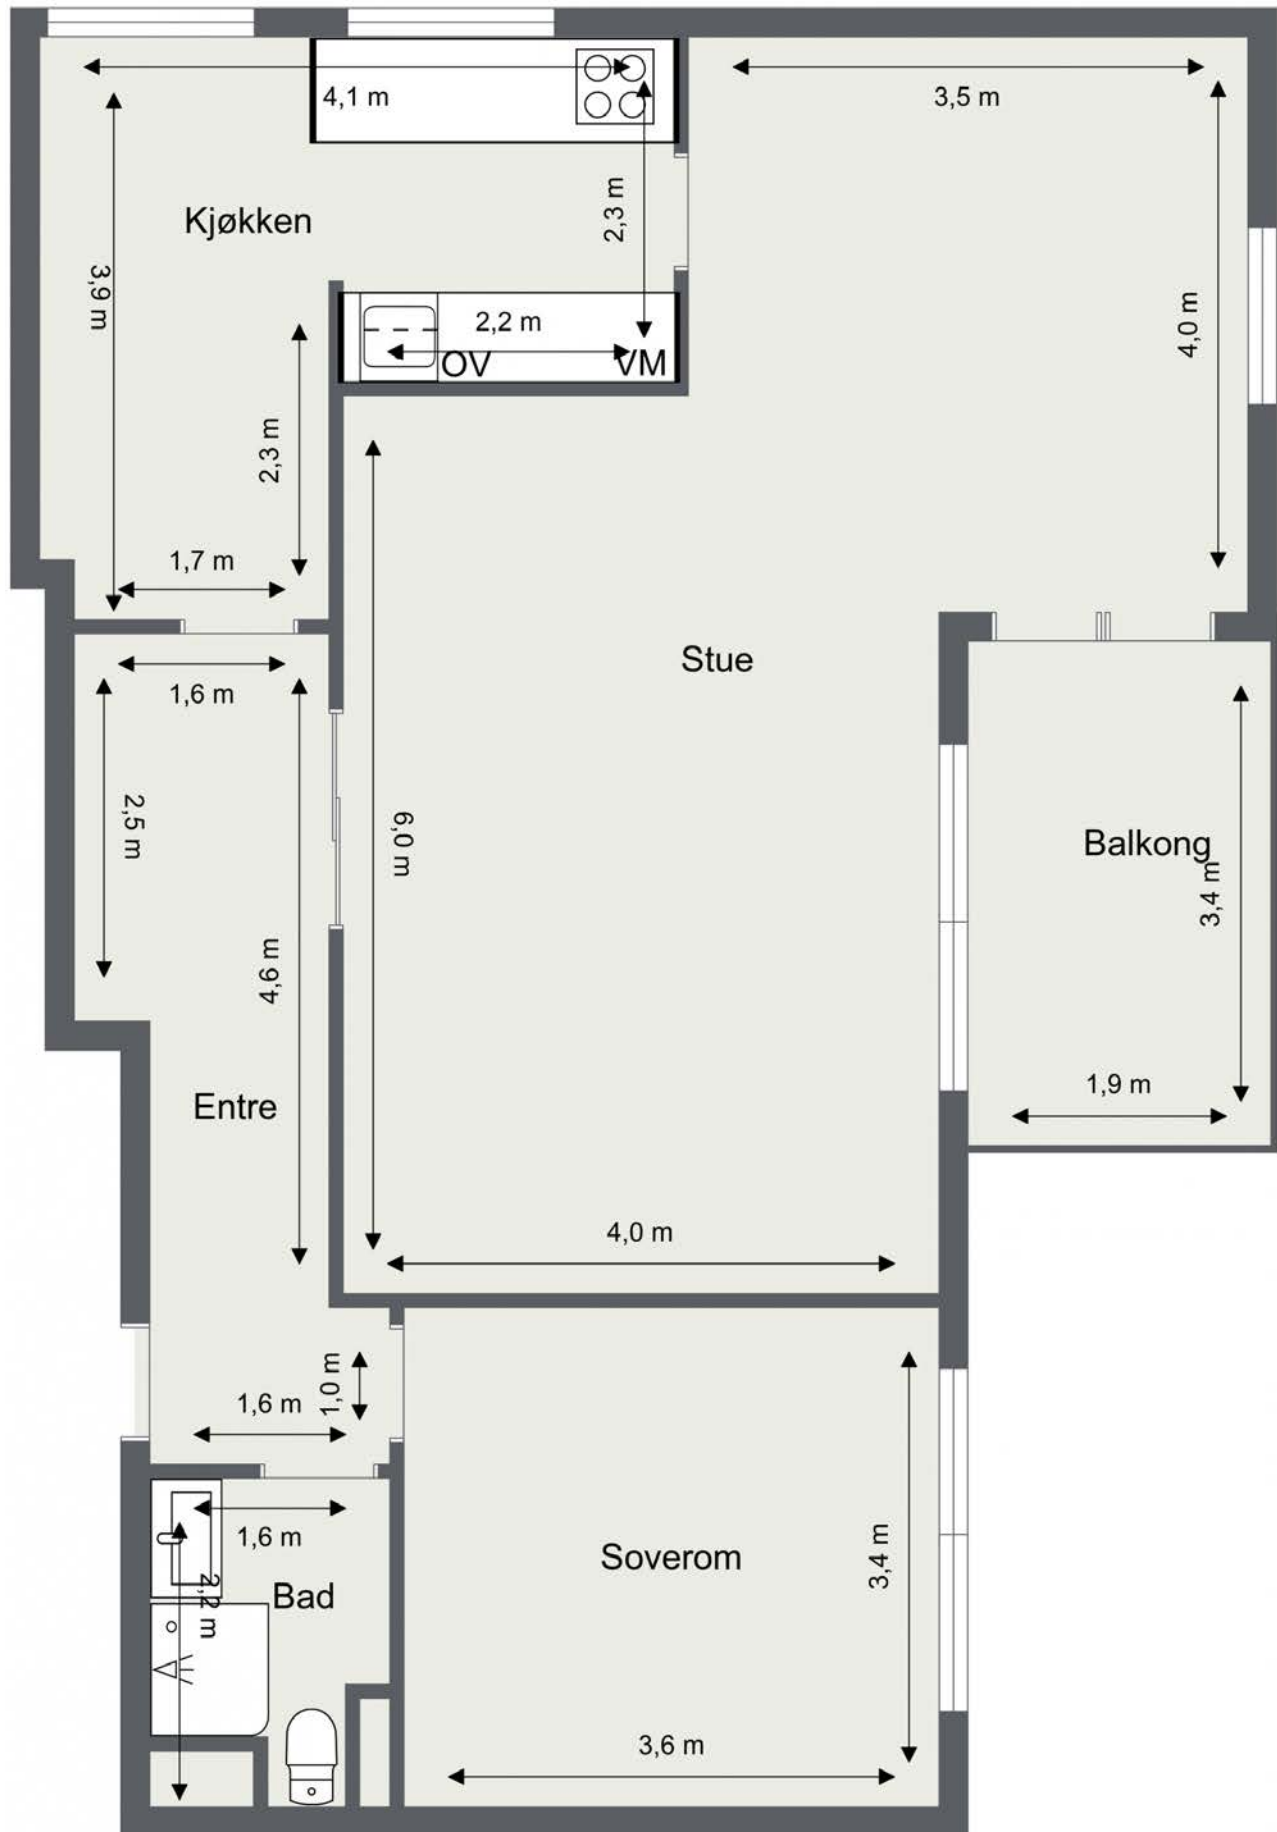 4,1 m
3,5 m
Kjøkken
2,3 m
3,9 m
4,0 m
2,2 m
OV
VM
2,3 m
1,7 m
Stue
1,6 m
2,5 m
6,0 m
Balkong
3,4 m
4,6 m
1,9 m
Entre
4,0 m
1,0 m
1,6 m
1,6 m
Soverom
3,4 m
Bad
2,2 m
3,6 m